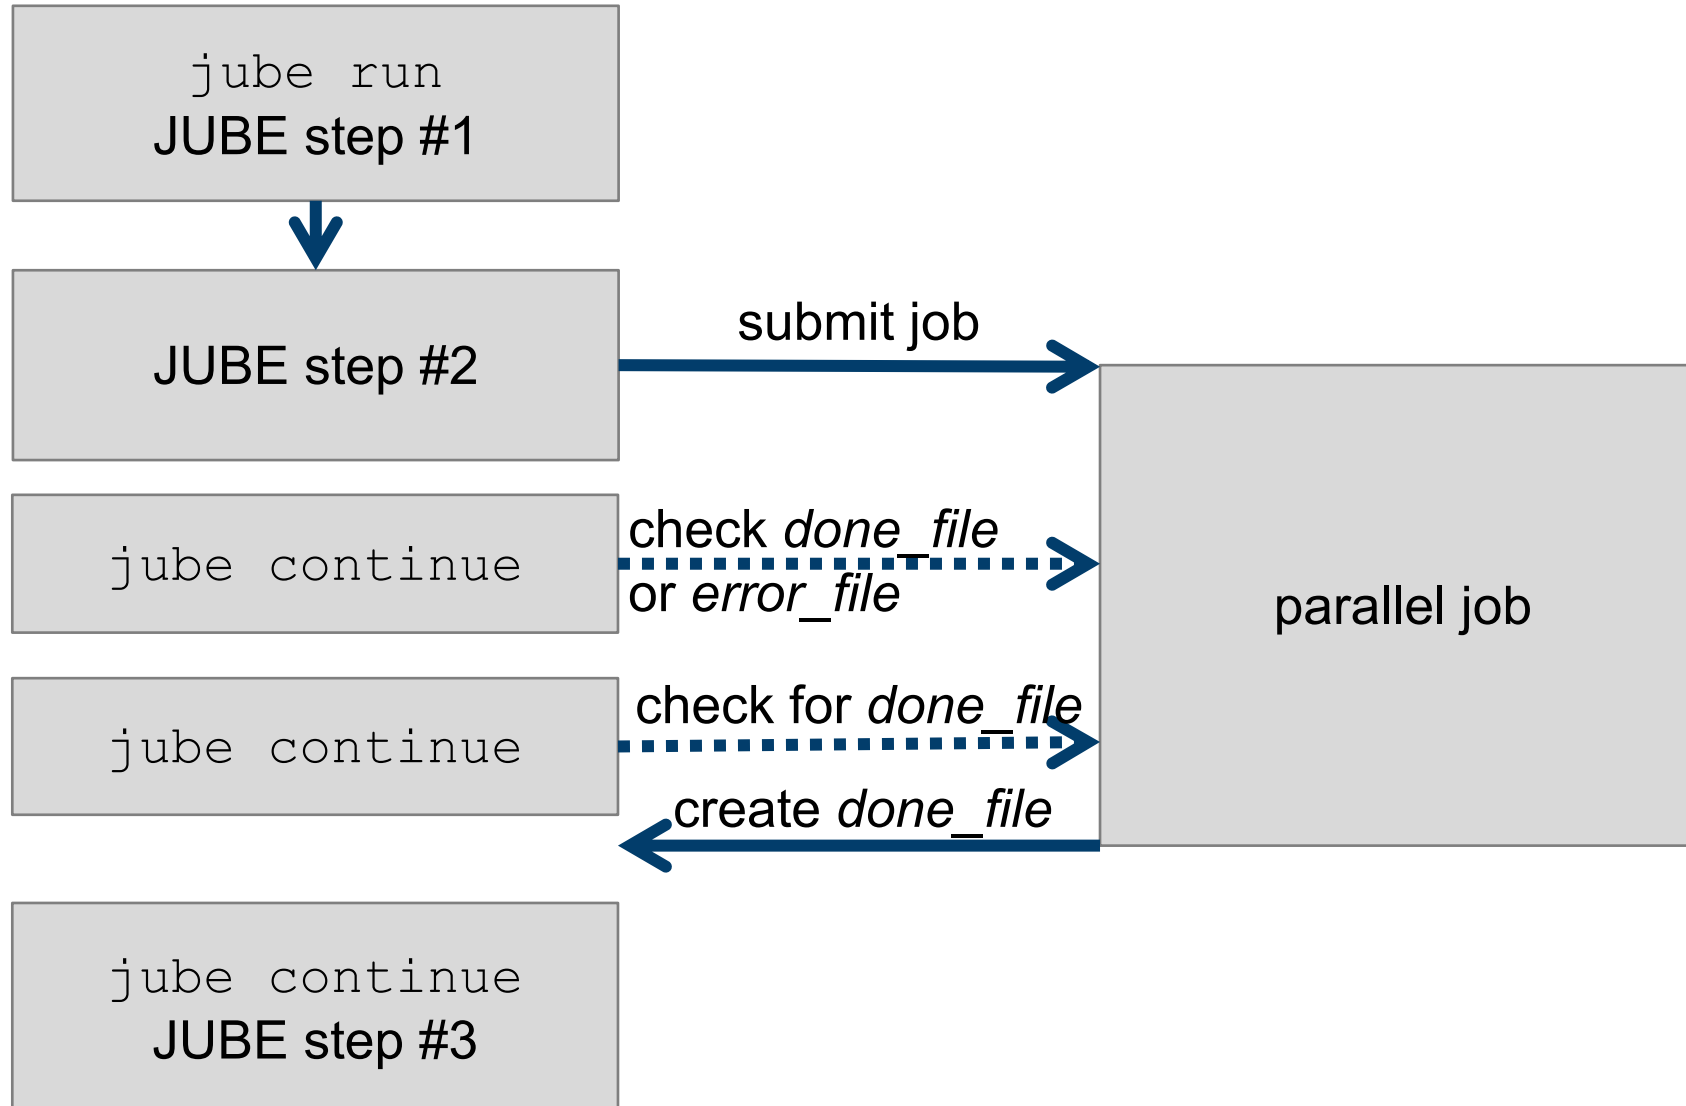 jube run
JUBE step #1
JUBE step #2
submit job
jube continue
check done_file
or error_file
parallel job
jube continue
check for done_file
create done_file
jube continue
JUBE step #3